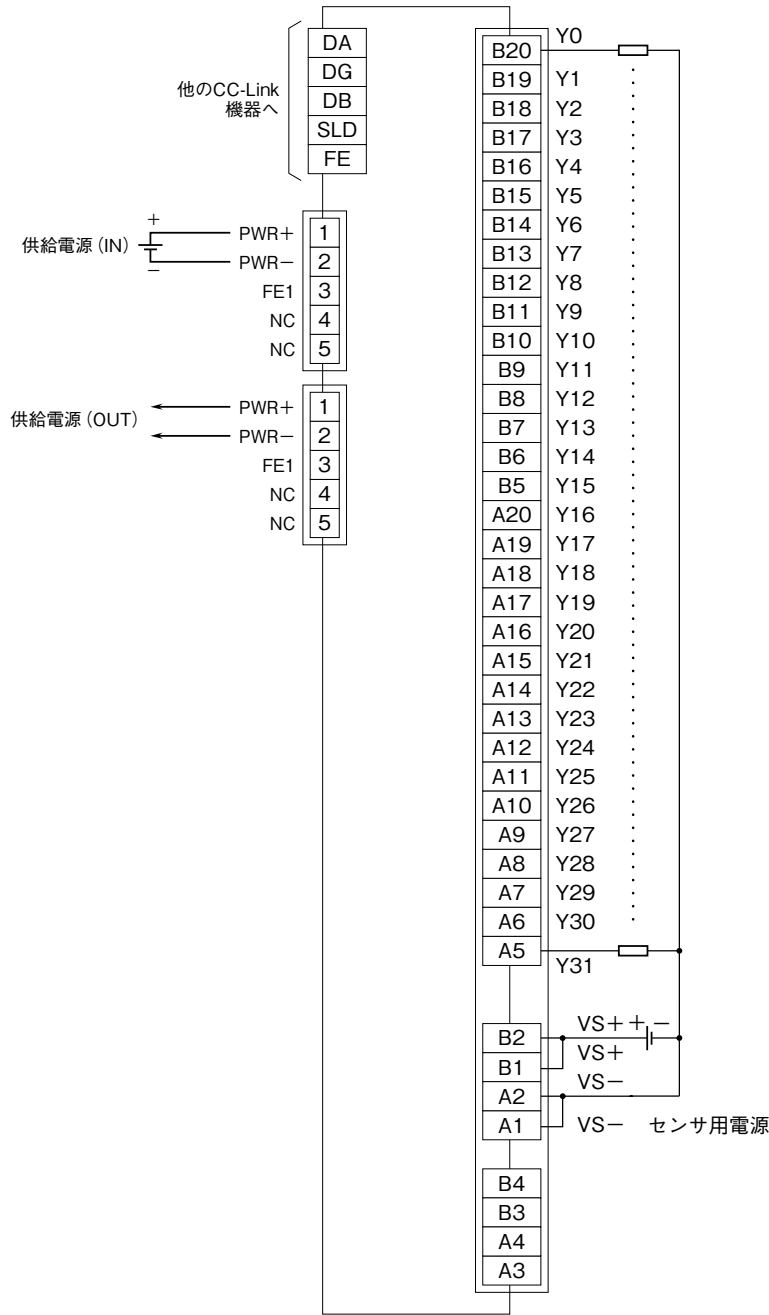 DA
DG
DB
SLD
FE
他のCC-Link
機器へ
供給電源(IN)
+
−
PWR+ 1
PWR− 2
FE1 3
NC 4
NC 5
供給電源(OUT)
PWR+ 1
PWR− 2
FE1 3
NC 4
NC 5
B20 Y0
B19 Y1
B18 Y2
B17 Y3
B16 Y4
B15 Y5
B14 Y6
B13 Y7
B12 Y8
B11 Y9
B10 Y10
B9 Y11
B8 Y12
B7 Y13
B6 Y14
B5 Y15
A20 Y16
A19 Y17
A18 Y18
A17 Y19
A16 Y20
A15 Y21
A14 Y22
A13 Y23
A12 Y24
A11 Y25
A10 Y26
A9 Y27
A8 Y28
A7 Y29
A6 Y30
A5 Y31
B2 VS+ + −
B1 VS+
A2 VS−
A1 VS− センサ用電源
B4
B3
A4
A3